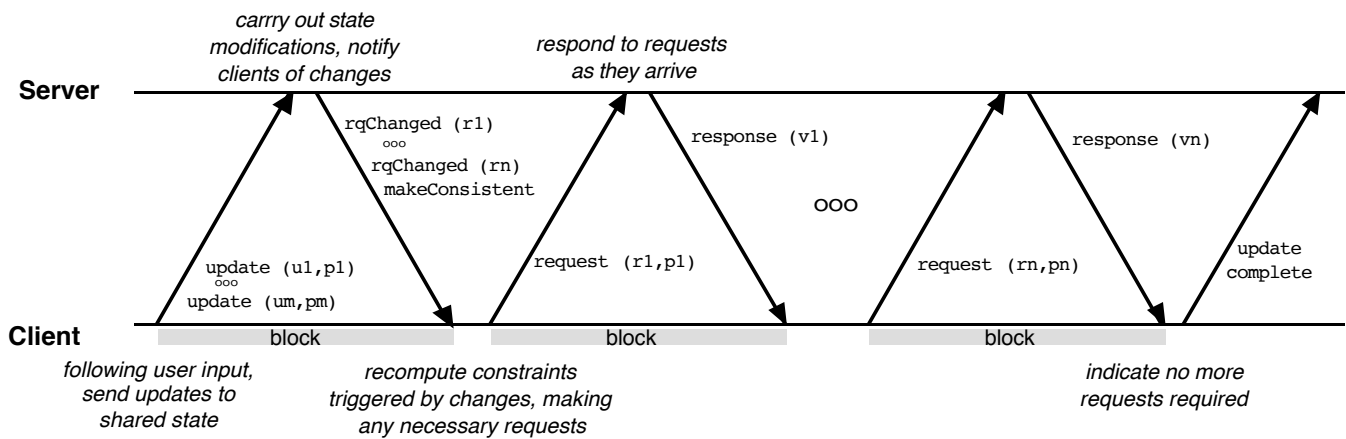 carrry out state
modifications, notify
clients of changes
respond to requests
as they arrive
Server
rqChanged (r1)
ooo
rqChanged (rn)
makeConsistent
response (v1)
response (vn)
ooo
update (u1,p1)
ooo
update (um,pm)
request (r1,p1)
request (rn,pn)
update
complete
Client
block
block
block
following user input,
send updates to
shared state
recompute constraints
triggered by changes, making
any necessary requests
indicate no more
requests required